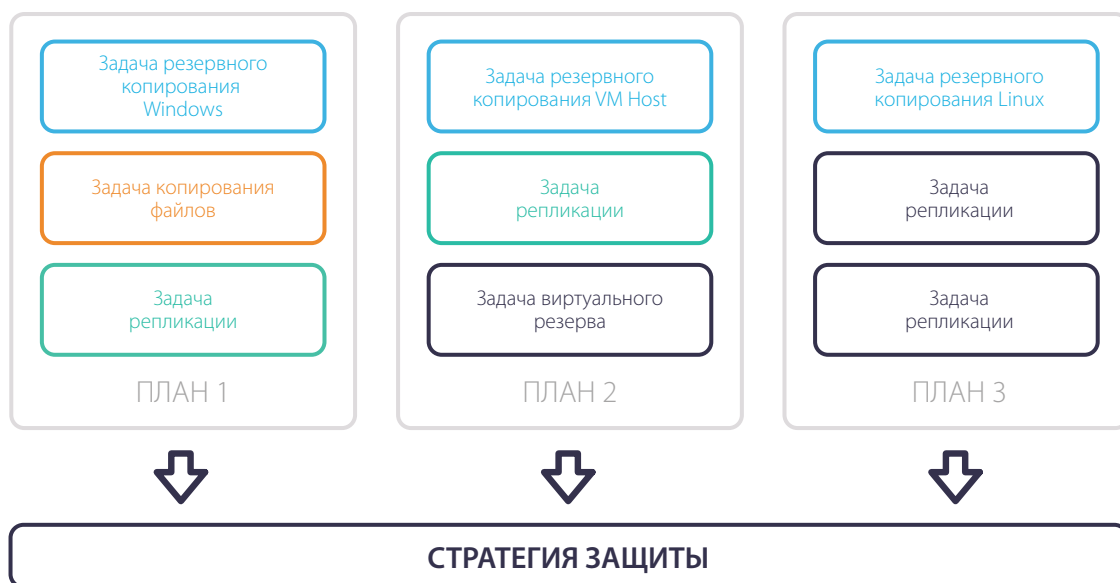 Задача резервного
копирования
Windows
Задача копирования
файлов
Задача
репликации
ПЛАН 1
Задача резервного
копирования VM Host
Задача
репликации
Задача виртуального
резерва
ПЛАН 2
Задача резервного
копирования Linux
Задача
репликации
Задача
репликации
ПЛАН 3
СТРАТЕГИЯ ЗАЩИТЫ